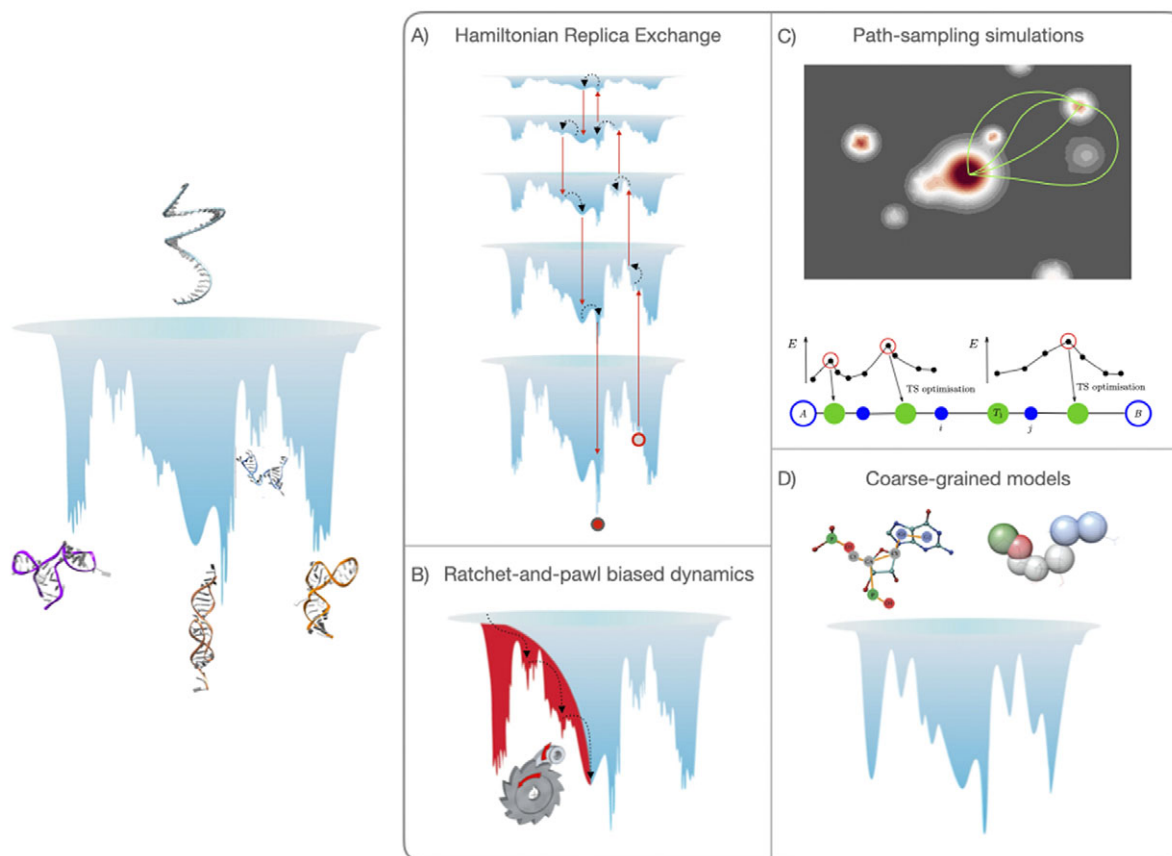 A) Hamiltonian Replica Exchange
B) Ratchet-and-pawl biased dynamics
C) Path-sampling simulations
E
TS optimisation
E
TS optimisation
A
i
T₁
j
B
D) Coarse-grained models